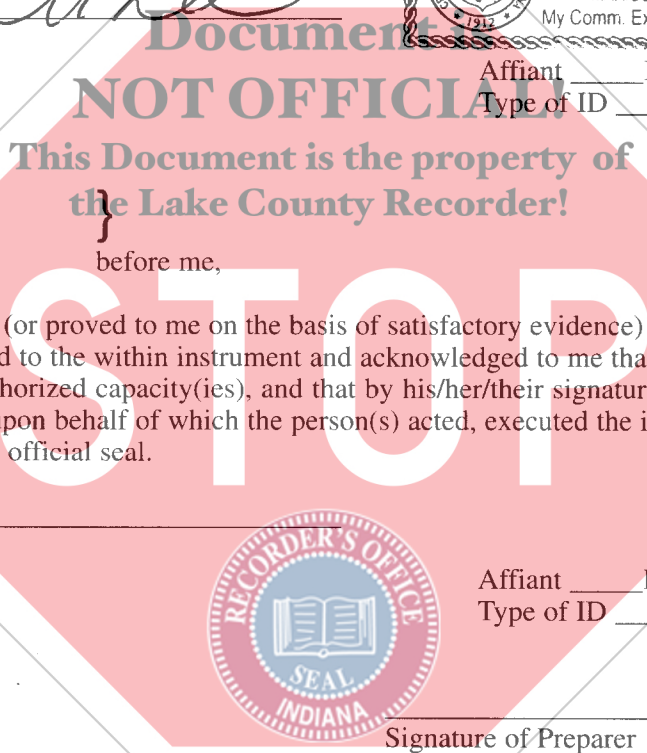 1912
My Comm. Ex
Document is
Affiant
NOT OFFICIAL!
Type of ID
This Document is the property of
the Lake County Recorder!
}
before me,
STOP
(or proved to me on the basis of satisfactory evidence)
d to the within instrument and acknowledged to me tha
horized capacity(ies), and that by his/her/their signatur
upon behalf of which the person(s) acted, executed the i
official seal.
RECORDER'S OFFICE
SEAL
INDIANA
Affiant
Type of ID
Signature of Preparer